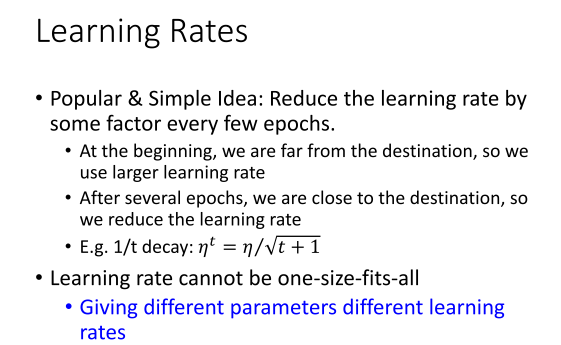 Learning Rates
• Popular & Simple Idea: Reduce the learning rate by
some factor every few epochs.
• At the beginning, we are far from the destination, so we
use larger learning rate
• After several epochs, we are close to the destination, so
we reduce the learning rate
• E.g. 1/t decay: ηᵗ = η/√(t + 1)
• Learning rate cannot be one-size-fits-all
• Giving different parameters different learning
rates